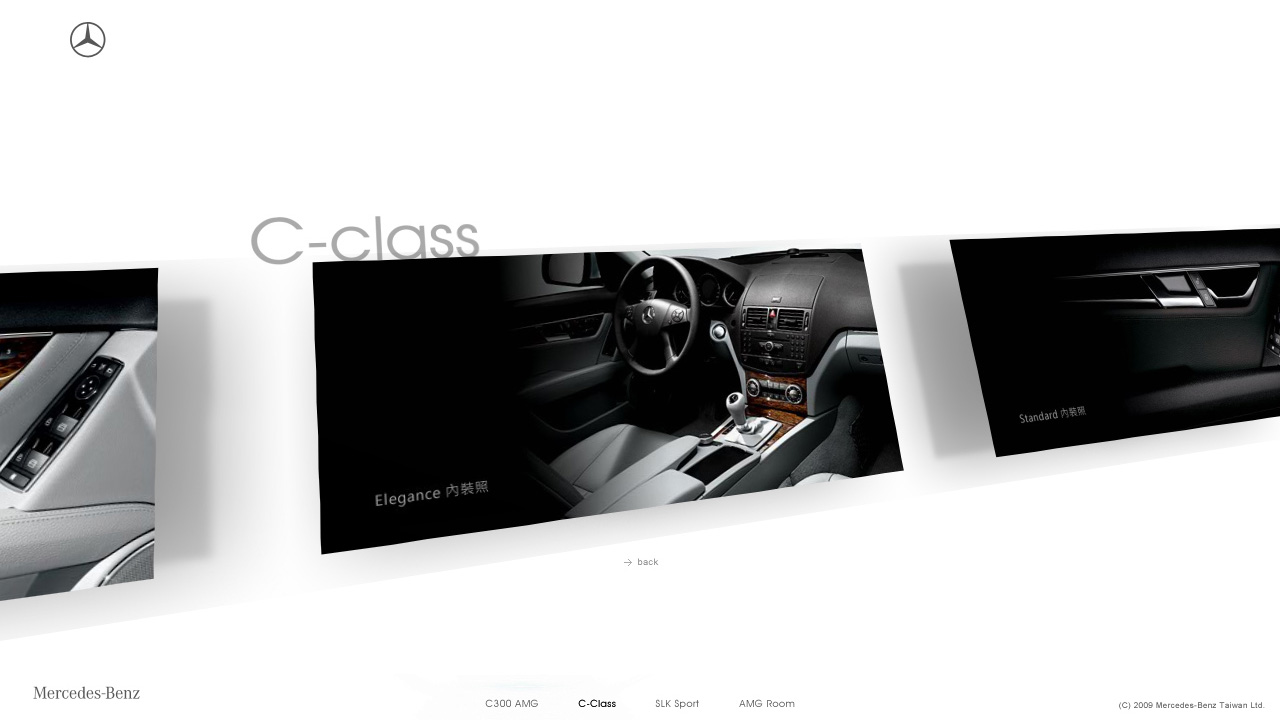 C-class
Elegance 內裝照
Standard 內裝照
→ back
Mercedes-Benz
C300 AMG
C-Class
SLK Sport
AMG Room
(C) 2009 Mercedes-Benz Taiwan Ltd.